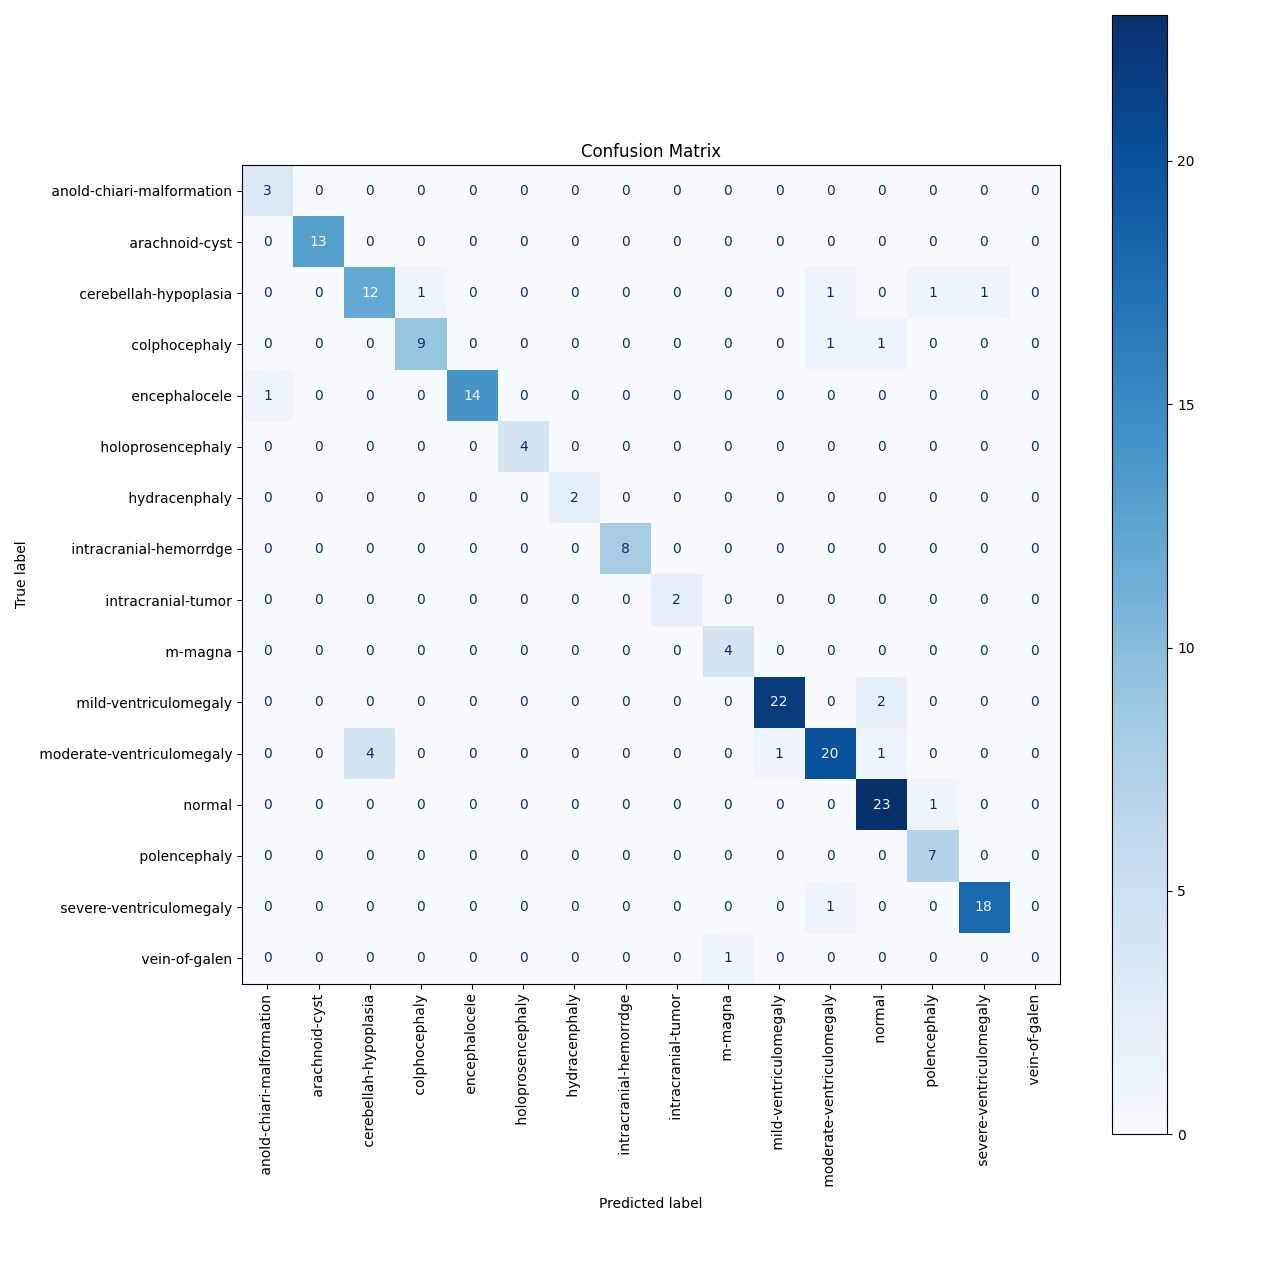 Confusion Matrix
anold-chiari-malformation 3 0 0 0 0 0 0 0 0 0 0 0 0 0 0 0
arachnoid-cyst 0 13 0 0 0 0 0 0 0 0 0 0 0 0 0 0
cerebellah-hypoplasia 0 0 12 1 0 0 0 0 0 0 0 1 0 1 1 0
colphocephaly 0 0 0 9 0 0 0 0 0 0 0 1 1 0 0 0
encephalocele 1 0 0 0 14 0 0 0 0 0 0 0 0 0 0 0
holoprosencephaly 0 0 0 0 0 4 0 0 0 0 0 0 0 0 0 0
hydracenphaly 0 0 0 0 0 0 2 0 0 0 0 0 0 0 0 0
intracranial-hemorrdge 0 0 0 0 0 0 0 8 0 0 0 0 0 0 0 0
intracranial-tumor 0 0 0 0 0 0 0 0 2 0 0 0 0 0 0 0
m-magna 0 0 0 0 0 0 0 0 0 4 0 0 0 0 0 0
mild-ventriculomegaly 0 0 0 0 0 0 0 0 0 0 22 0 2 0 0 0
moderate-ventriculomegaly 0 0 4 0 0 0 0 0 0 0 1 20 1 0 0 0
normal 0 0 0 0 0 0 0 0 0 0 0 0 23 1 0 0
polencephaly 0 0 0 0 0 0 0 0 0 0 0 0 0 7 0 0
severe-ventriculomegaly 0 0 0 0 0 0 0 0 0 0 0 1 0 0 18 0
vein-of-galen 0 0 0 0 0 0 0 0 0 1 0 0 0 0 0 0
True label
anold-chiari-malformation
arachnoid-cyst
cerebellah-hypoplasia
colphocephaly
encephalocele
holoprosencephaly
hydracenphaly
intracranial-hemorrdge
intracranial-tumor
m-magna
mild-ventriculomegaly
moderate-ventriculomegaly
normal
polencephaly
severe-ventriculomegaly
vein-of-galen
Predicted label
20
15
10
5
0